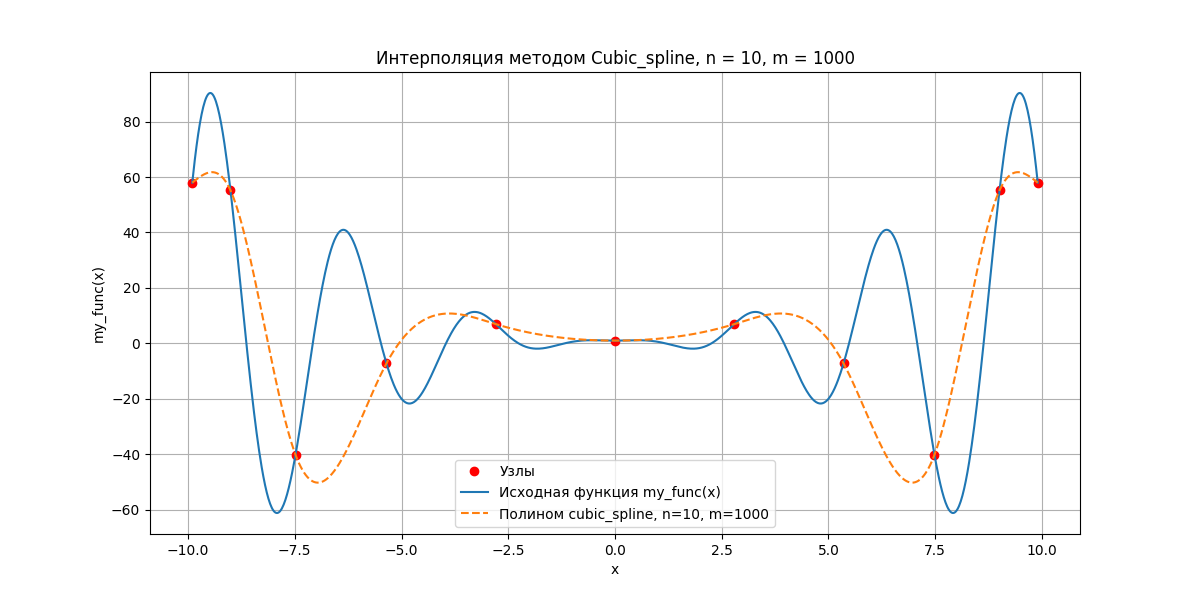 Интерполяция методом Cubic_spline, n = 10, m = 1000
my_func(x)
80
60
40
20
0
−20
−40
−60
Узлы
Исходная функция my_func(x)
Полином cubic_spline, n=10, m=1000
−10.0 −7.5 −5.0 −2.5 0.0 2.5 5.0 7.5 10.0
x